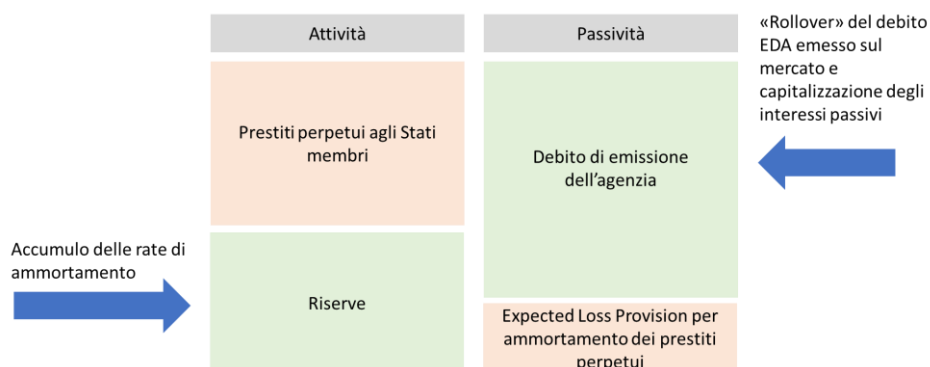 Attività
Passività
«Rollover» del debito
EDA emesso sul
mercato e
capitalizzazione degli
interessi passivi
Prestiti perpetui agli Stati
membri
Debito di emissione
dell'agenzia
Accumulo delle rate di
ammortamento
Riserve
Expected Loss Provision per
ammortamento dei prestiti
perpetui